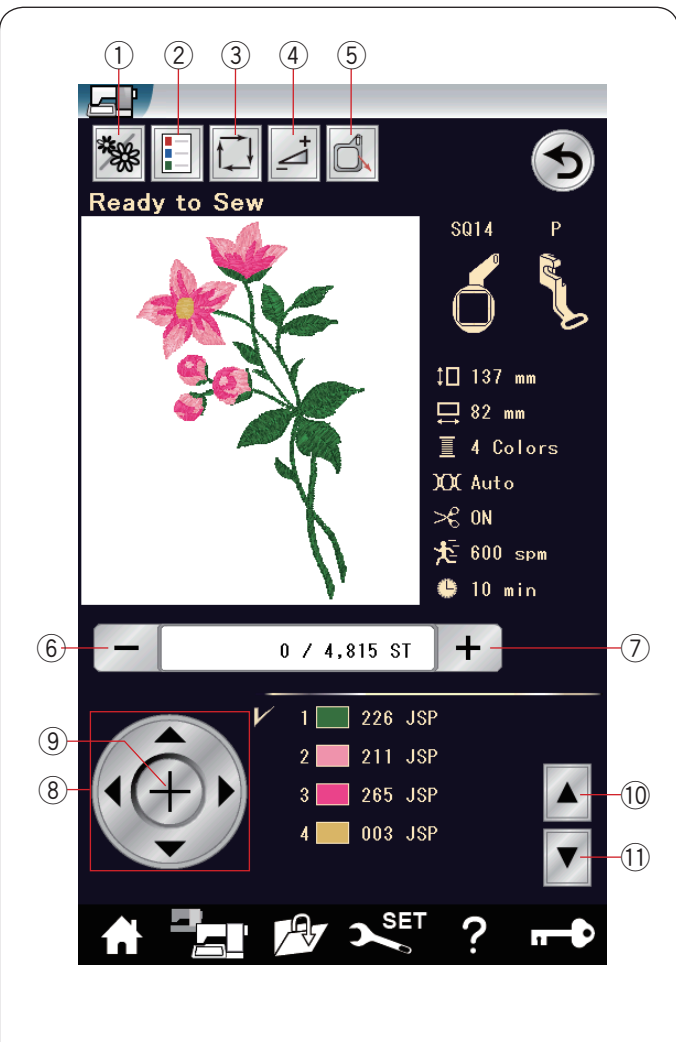 ① ② ③ ④ ⑤
Ready to Sew
SQ14 P
137 mm
82 mm
4 Colors
Auto
ON
600 spm
10 min
⑥ − 0 / 4,815 ST + ⑦
1 226 JSP
⑨ 2 211 JSP
⑧ 3 265 JSP ⑩
4 003 JSP
⑪
SET ?